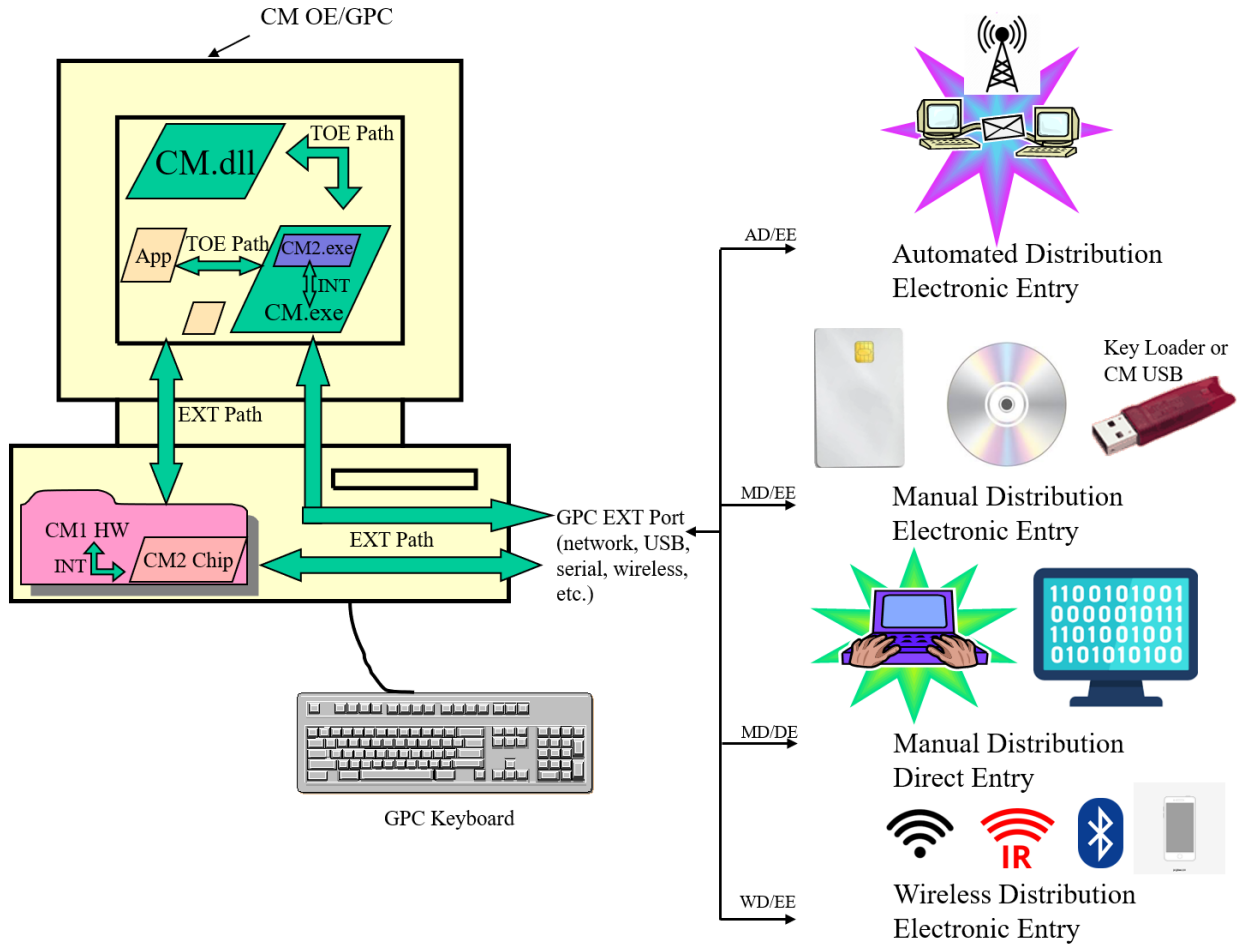 CM OE/GPC
TOE Path
CM.dll
App
TOE Path
CM2.exe
INT
CM.exe
EXT Path
CM1 HW
INT
CM2 Chip
EXT Path
GPC EXT Port
(network, USB,
serial, wireless,
etc.)
GPC Keyboard
AD/EE
Automated Distribution
Electronic Entry
Key Loader or
CM USB
MD/EE
Manual Distribution
Electronic Entry
1100101001
0000010111
1101001001
0101010100
MD/DE
Manual Distribution
Direct Entry
IR
WD/EE
Wireless Distribution
Electronic Entry